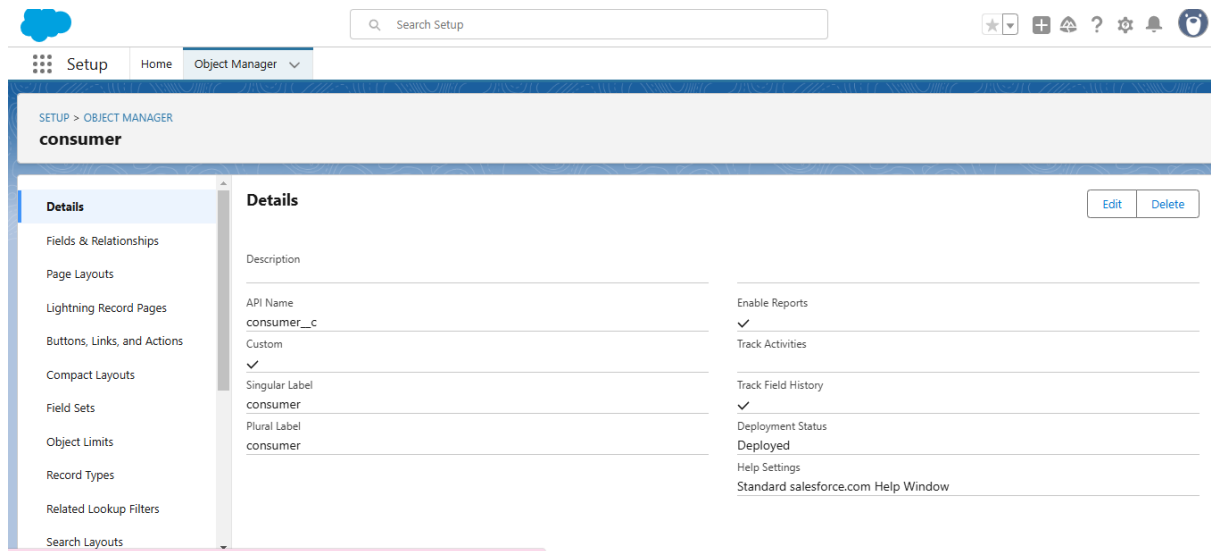 Search Setup
Setup
Home
Object Manager
SETUP > OBJECT MANAGER
consumer
Details
Fields & Relationships
Page Layouts
Lightning Record Pages
Buttons, Links, and Actions
Compact Layouts
Field Sets
Object Limits
Record Types
Related Lookup Filters
Search Layouts
Details
Edit
Delete
Description
API Name
consumer__c
Custom
Singular Label
consumer
Plural Label
consumer
Enable Reports
Track Activities
Track Field History
Deployment Status
Deployed
Help Settings
Standard salesforce.com Help Window